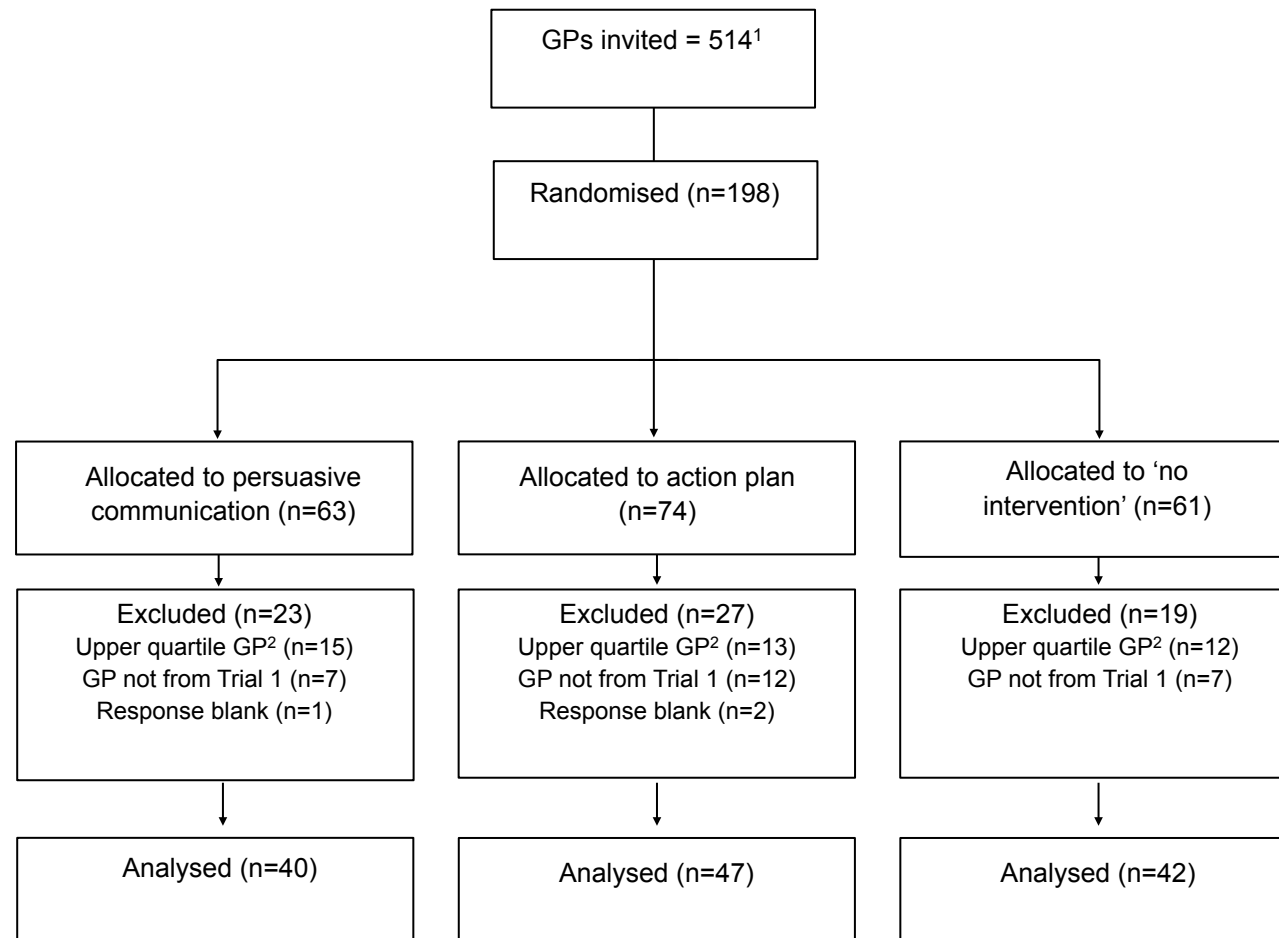 GPs invited = 514¹
Randomised (n=198)
Allocated to persuasive
communication (n=63)
Allocated to action plan
(n=74)
Allocated to ‘no
intervention’ (n=61)
Excluded (n=23)
Upper quartile GP² (n=15)
GP not from Trial 1 (n=7)
Response blank (n=1)
Excluded (n=27)
Upper quartile GP² (n=13)
GP not from Trial 1 (n=12)
Response blank (n=2)
Excluded (n=19)
Upper quartile GP² (n=12)
GP not from Trial 1 (n=7)
Analysed (n=40)
Analysed (n=47)
Analysed (n=42)